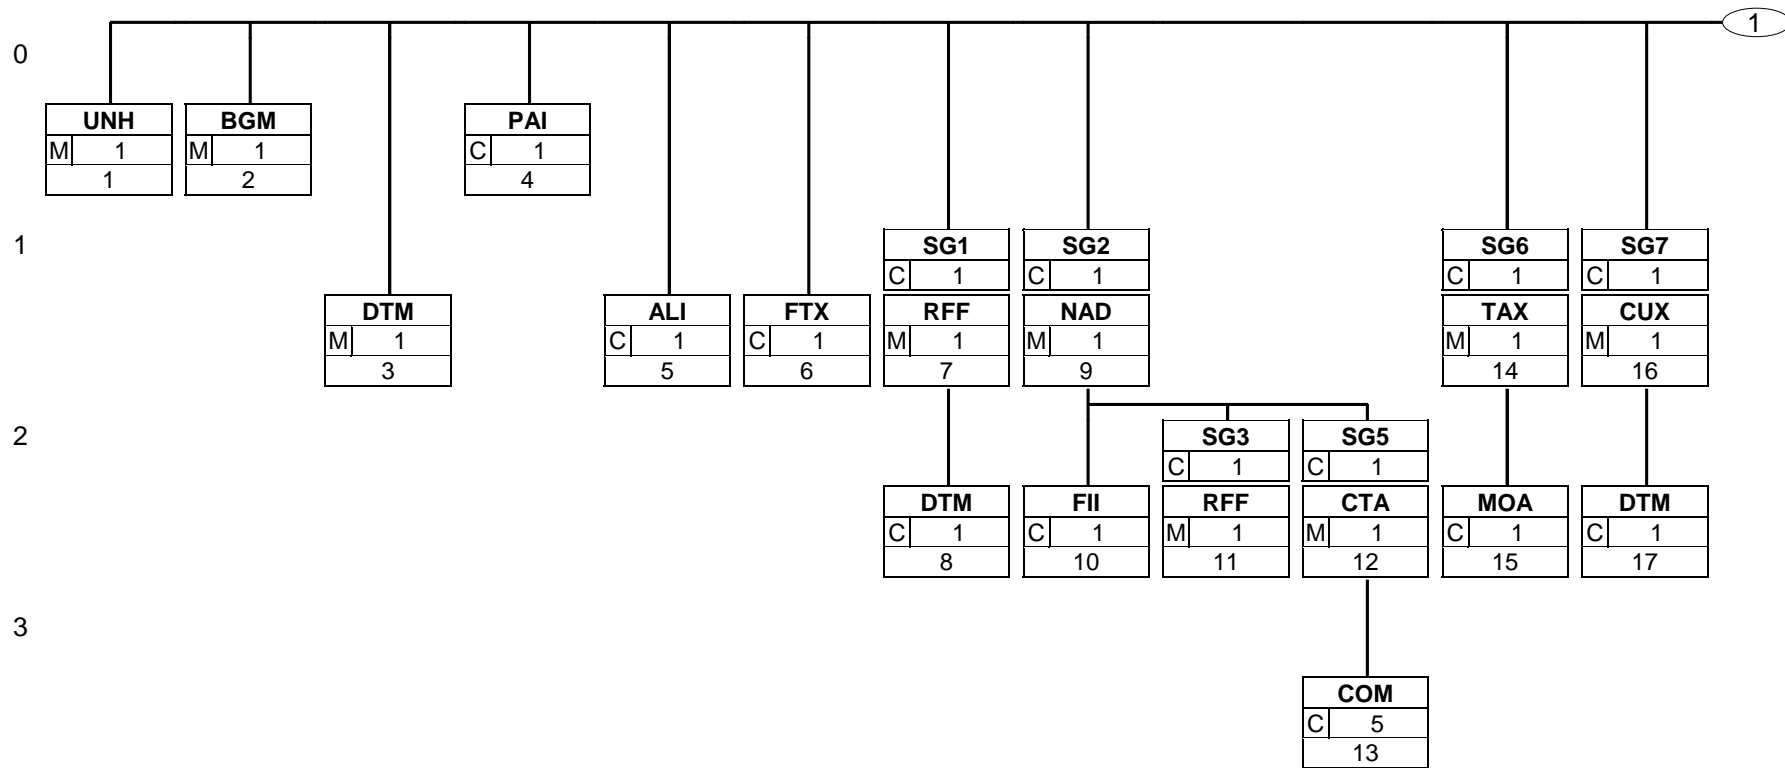 1
0
UNH BGM PAI
M 1 M 1 C 1
1 2 4
1
SG1 SG2 SG6 SG7
C 1 C 1 C 1 C 1
DTM ALI FTX RFF NAD TAX CUX
M 1 C 1 C 1 M 1 M 1 M 1 M 1
3 5 6 7 9 14 16
2
SG3 SG5
C 1 C 1
DTM FII RFF CTA MOA DTM
C 1 C 1 M 1 M 1 C 1 C 1
8 10 11 12 15 17
3
COM
C 5
13